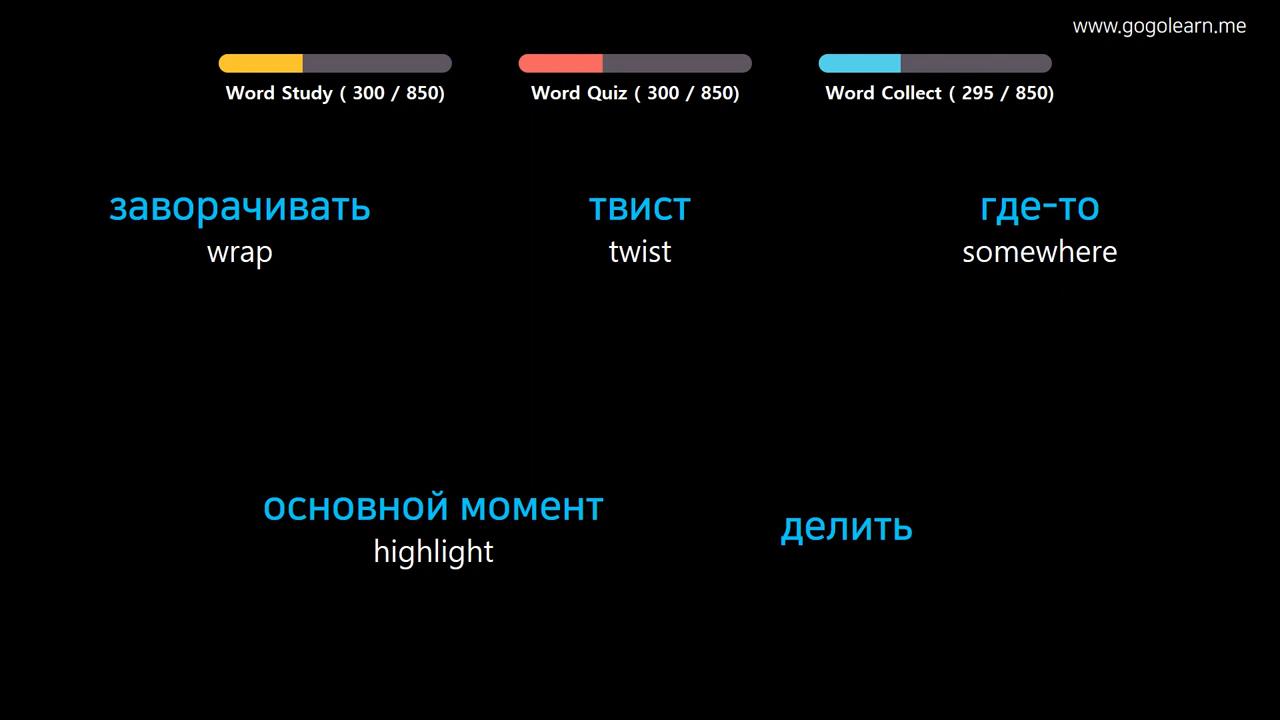 www.gogolearn.me
Word Study ( 300 / 850)
Word Quiz ( 300 / 850)
Word Collect ( 295 / 850)
заворачивать
wrap
твист
twist
где-то
somewhere
основной момент
highlight
делить